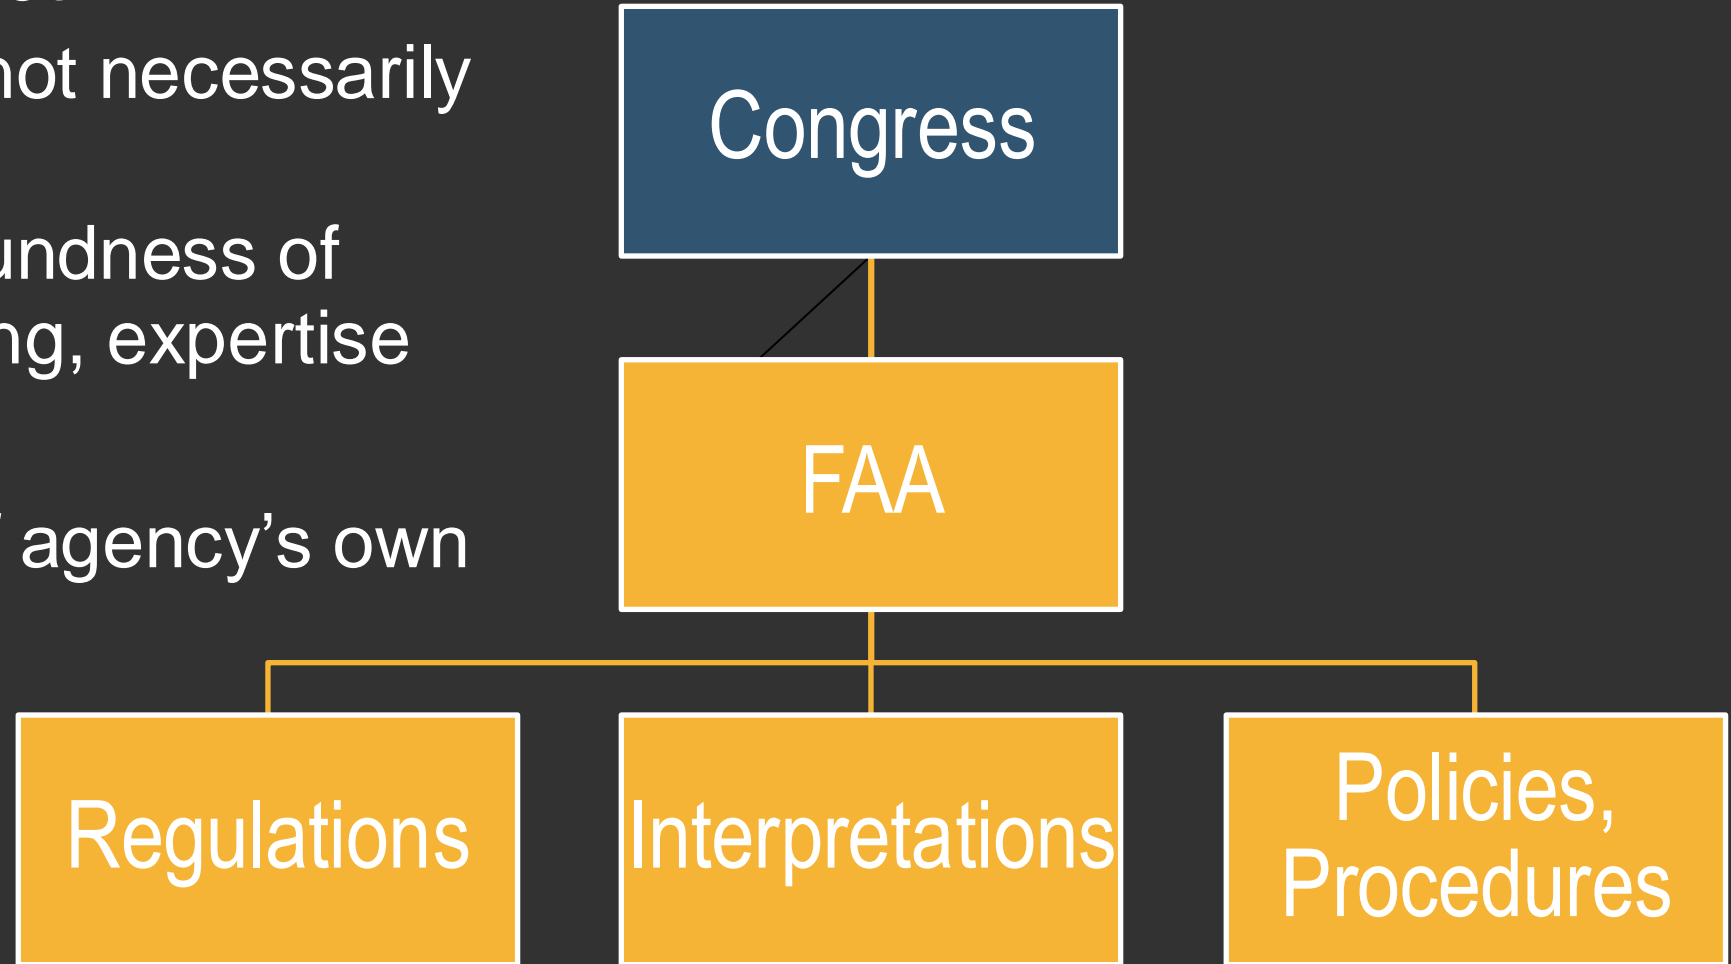 not necessarily
undness of
ng, expertise
agency’s own
Congress
FAA
Regulations
Interpretations
Policies,
Procedures